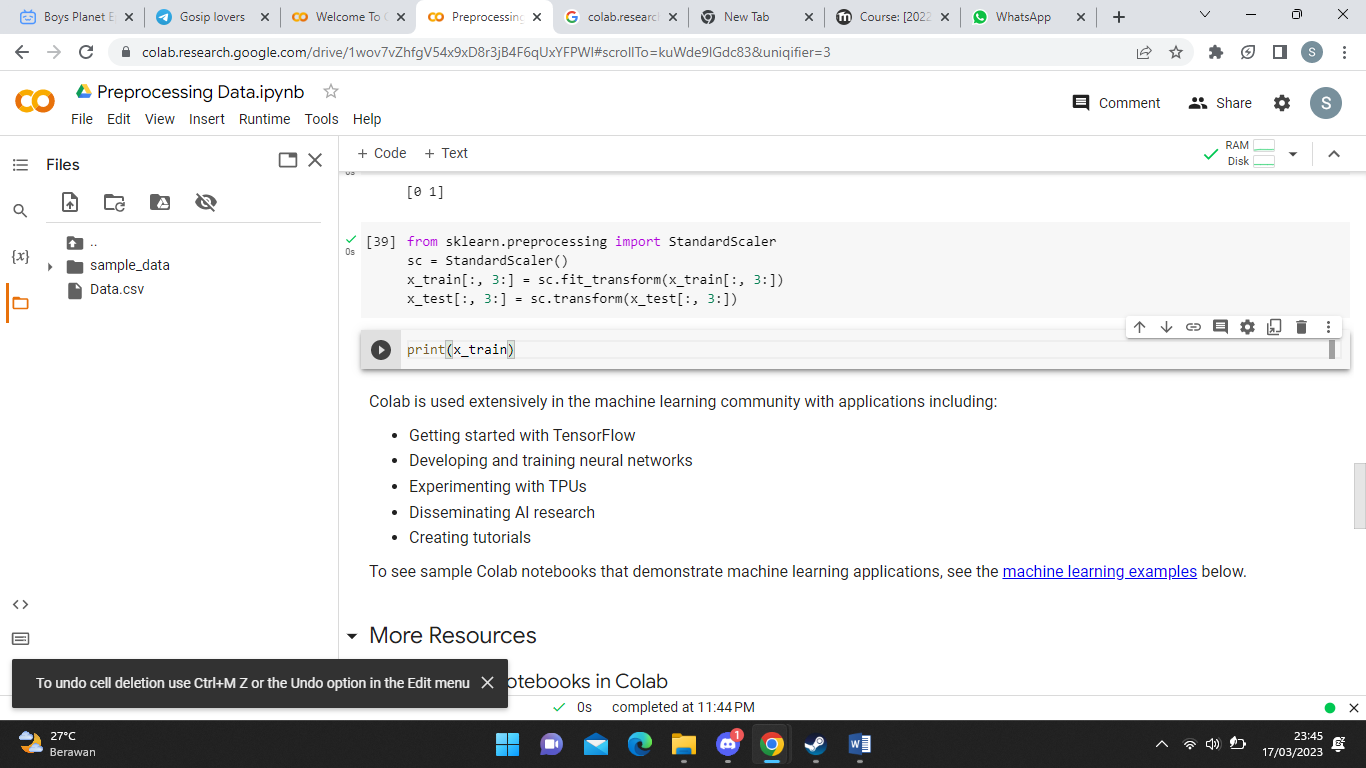 Boys Planet E
Gosip lovers
Welcome To C
Preprocessing
colab.research
New Tab
Course: [2022
WhatsApp
colab.research.google.com/drive/1wov7vZhfgV54x9xD8r3jB4F6qUxYFPWl#scrollTo=kuWde9lGdc83&uniqifier=3
S
Preprocessing Data.ipynb
File Edit View Insert Runtime Tools Help
Comment
Share
S
Files
+ Code + Text
RAM
Disk
..
sample_data
Data.csv
{x}
0s
[0 1]
[39] from sklearn.preprocessing import StandardScaler
0s
sc = StandardScaler()
x_train[:, 3:] = sc.fit_transform(x_train[:, 3:])
x_test[:, 3:] = sc.transform(x_test[:, 3:])
print(x_train)
Colab is used extensively in the machine learning community with applications including:
• Getting started with TensorFlow
• Developing and training neural networks
• Experimenting with TPUs
• Disseminating AI research
• Creating tutorials
To see sample Colab notebooks that demonstrate machine learning applications, see the machine learning examples below.
More Resources
otebooks in Colab
To undo cell deletion use Ctrl+M Z or the Undo option in the Edit menu
0s completed at 11:44 PM
27°C
Berawan
1
23:45
17/03/2023